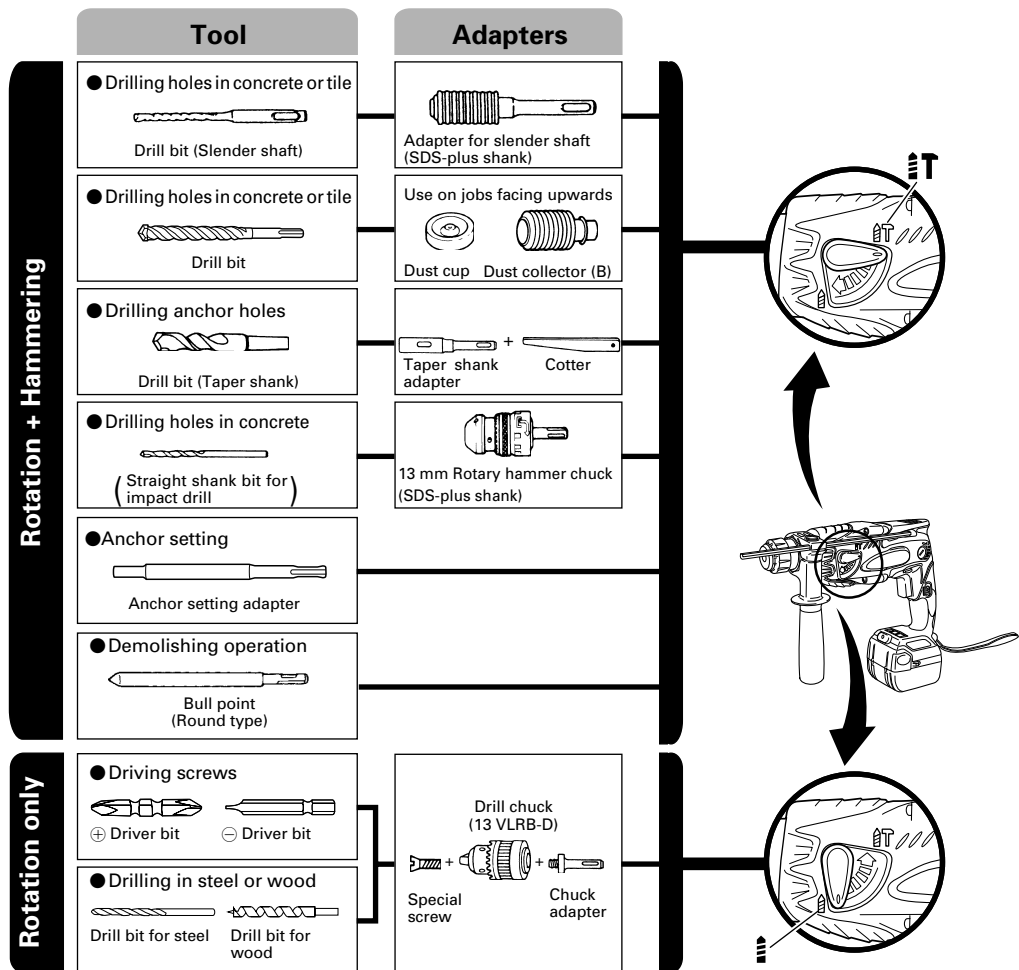 Tool
Adapters
Rotation + Hammering
● Drilling holes in concrete or tile
Drill bit (Slender shaft)
Adapter for slender shaft
(SDS-plus shank)
● Drilling holes in concrete or tile
Drill bit
Use on jobs facing upwards
Dust cup
Dust collector (B)
● Drilling anchor holes
Drill bit (Taper shank)
+
Taper shank
adapter
Cotter
● Drilling holes in concrete
(Straight shank bit for
impact drill)
13 mm Rotary hammer chuck
(SDS-plus shank)
● Anchor setting
Anchor setting adapter
● Demolishing operation
Bull point
(Round type)
Rotation only
● Driving screws
⊕ Driver bit
⊖ Driver bit
● Drilling in steel or wood
Drill bit for steel
Drill bit for
wood
Drill chuck
(13 VLRB-D)
+ +
Special
screw
Chuck
adapter